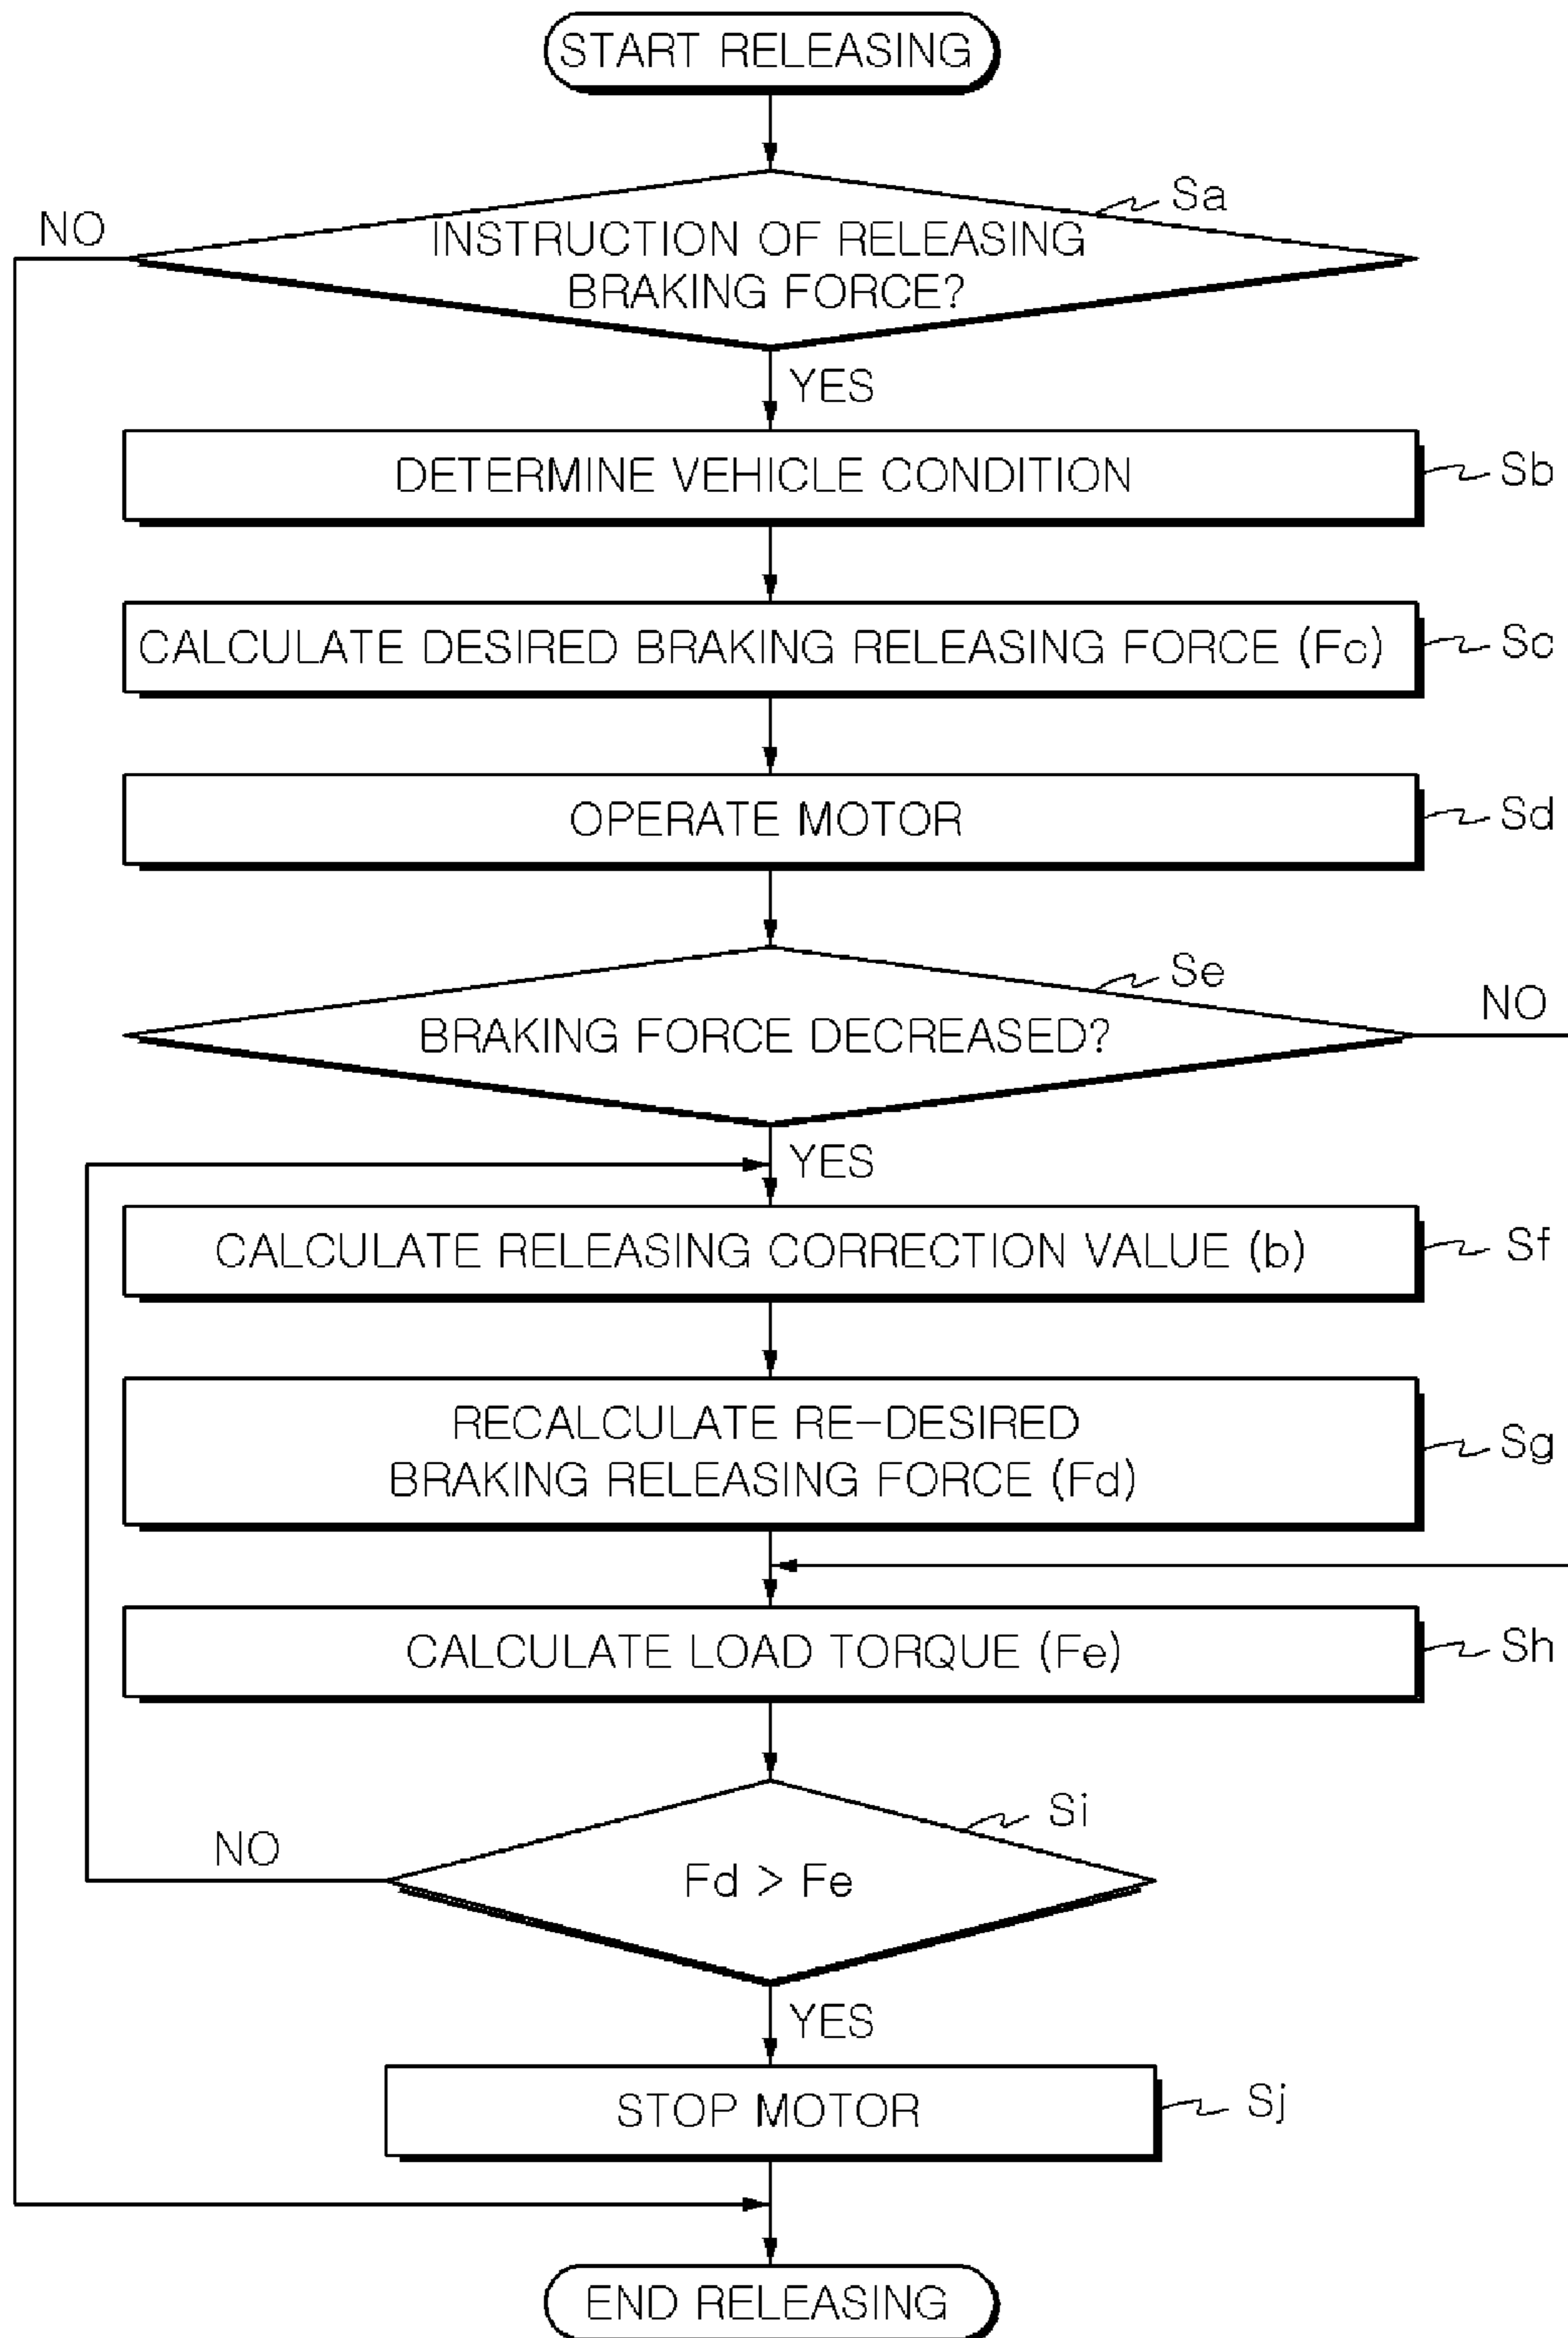 START RELEASING
Sa
NO
INSTRUCTION OF RELEASING
BRAKING FORCE?
YES
DETERMINE VEHICLE CONDITION
Sb
CALCULATE DESIRED BRAKING RELEASING FORCE (Fc)
Sc
OPERATE MOTOR
Sd
Se
NO
BRAKING FORCE DECREASED?
YES
CALCULATE RELEASING CORRECTION VALUE (b)
Sf
RECALCULATE RE-DESIRED
BRAKING RELEASING FORCE (Fd)
Sg
CALCULATE LOAD TORQUE (Fe)
Sh
Si
NO
Fd > Fe
YES
STOP MOTOR
Sj
END RELEASING